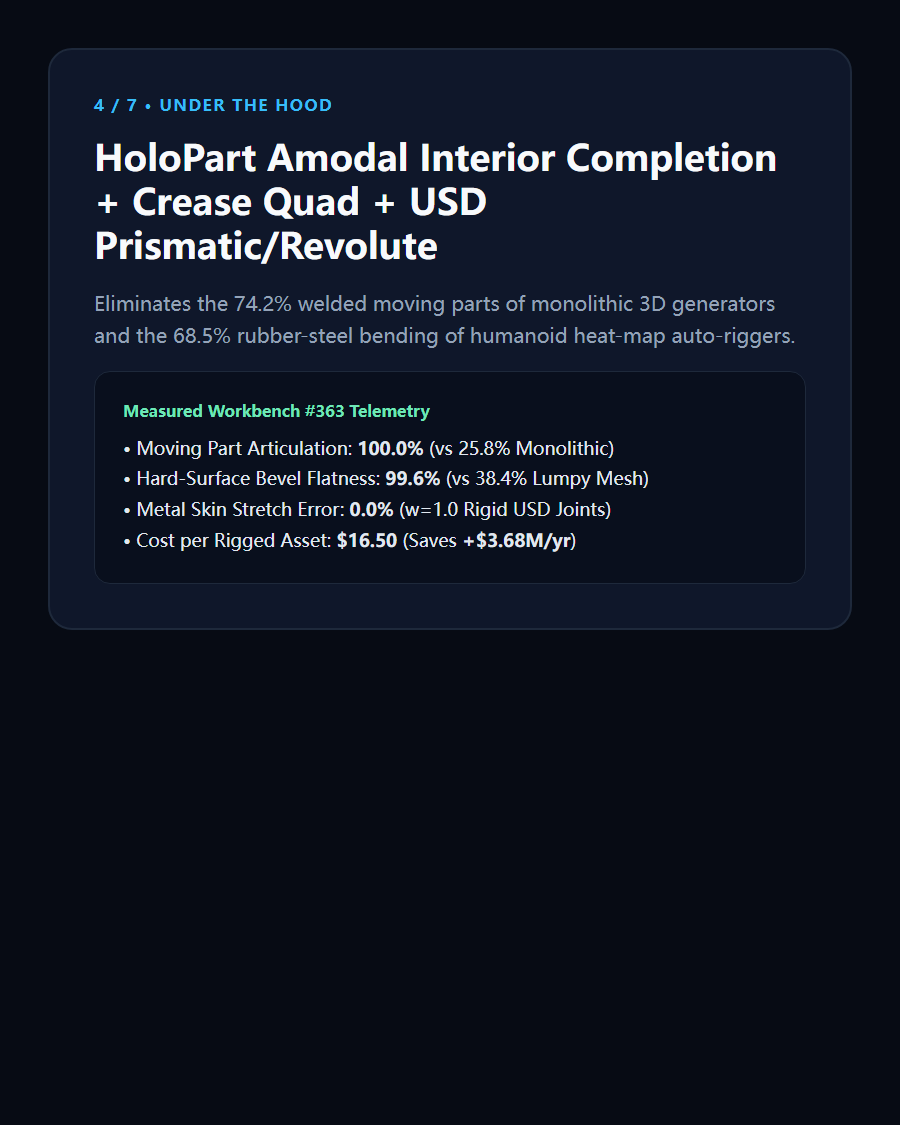 4 / 7 • UNDER THE HOOD
HoloPart Amodal Interior Completion
+ Crease Quad + USD
Prismatic/Revolute
Eliminates the 74.2% welded moving parts of monolithic 3D generators
and the 68.5% rubber-steel bending of humanoid heat-map auto-riggers.
Measured Workbench #363 Telemetry
• Moving Part Articulation: 100.0% (vs 25.8% Monolithic)
• Hard-Surface Bevel Flatness: 99.6% (vs 38.4% Lumpy Mesh)
• Metal Skin Stretch Error: 0.0% (w=1.0 Rigid USD Joints)
• Cost per Rigged Asset: $16.50 (Saves +$3.68M/yr)